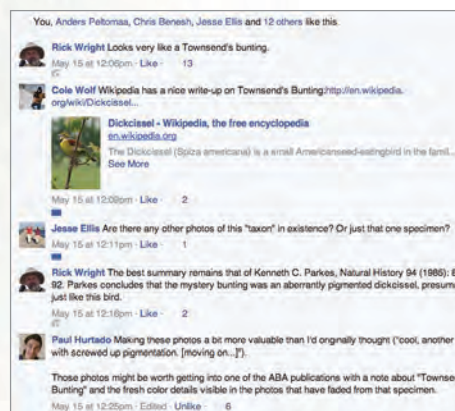 You, Anders Peltomaa, Chris Benesh, Jesse Ellis and 12 others like this.
Rick Wright Looks very like a Townsend's bunting.
May 15 at 12:06pm · Like · 13
Cole Wolf Wikipedia has a nice write-up on Townsend's Bunting:http://en.wikipedia.
org/wiki/Dickcissel...
Dickcissel - Wikipedia, the free encyclopedia
en.wikipedia.org
The Dickcissel (Spiza americana) is a small Americanseed-eatingbird in the famil...
See More
May 15 at 12:09pm · Like · 2
Jesse Ellis Are there any other photos of this "taxon" in existence? Or just that one specimen?
May 15 at 12:11pm · Like · 1
Rick Wright The best summary remains that of Kenneth C. Parkes, Natural History 94 (1985):
92. Parkes concludes that the mystery bunting was an aberrantly pigmented dickcissel, presum
just like this bird.
May 15 at 12:16pm · Like · 2
Paul Hurtado Making these photos a bit more valuable than I'd originally thought ("cool, another
with screwed up pigmentation. [moving on...]").
Those photos might be worth getting into one of the ABA publications with a note about "Townse
Bunting" and the fresh color details visible in the photos that have faded from that specimen.
May 15 at 12:25pm · Edited · Unlike · 6